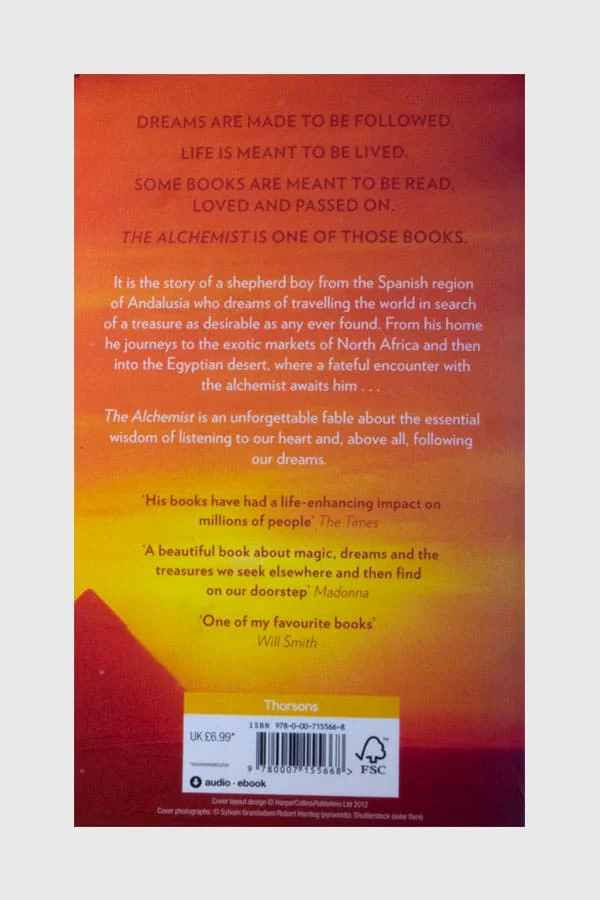 DREAMS ARE MADE TO BE FOLLOWED.
LIFE IS MEANT TO BE LIVED.
SOME BOOKS ARE MEANT TO BE READ,
LOVED AND PASSED ON.
THE ALCHEMIST IS ONE OF THOSE BOOKS.
It is the story of a shepherd boy from the Spanish region
of Andalusia who dreams of travelling the world in search
of a treasure as desirable as any ever found. From his home
he journeys to the exotic markets of North Africa and then
into the Egyptian desert, where a fateful encounter with
the alchemist awaits him . . .
The Alchemist is an unforgettable fable about the essential
wisdom of listening to our heart and, above all, following
our dreams.
‘His books have had a life-enhancing impact on
millions of people’ The Times
‘A beautiful book about magic, dreams and the
treasures we seek elsewhere and then find
on our doorstep’ Madonna
‘One of my favourite books’
Will Smith
Thorsons
ISBN 978-0-00-715566-8
UK £6.99*
*recommended price
9 780007 155668 >
FSC™
audio · ebook
Cover layout design © HarperCollinsPublishers Ltd 2012
Cover photographs: © Sylvain Grandadam/Robert Harding (pyramids); Shutterstock (solar flare)